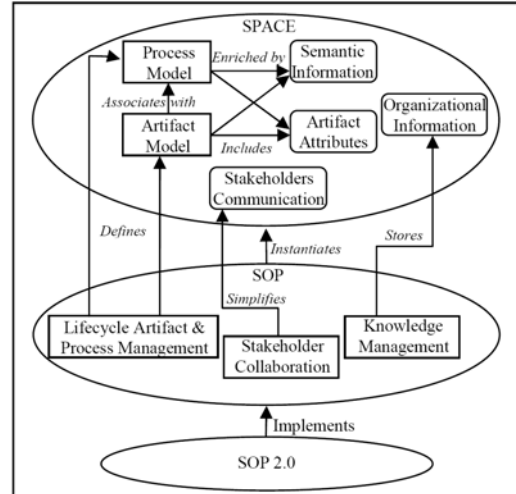 SPACE
Process
Model
Enriched by
Semantic
Information
Associates with
Organizational
Information
Artifact
Model
Includes
Artifact
Attributes
Stakeholders
Communication
Defines
Instantiates
Stores
SOP
Simplifies
Lifecycle Artifact &
Process Management
Stakeholder
Collaboration
Knowledge
Management
Implements
SOP 2.0